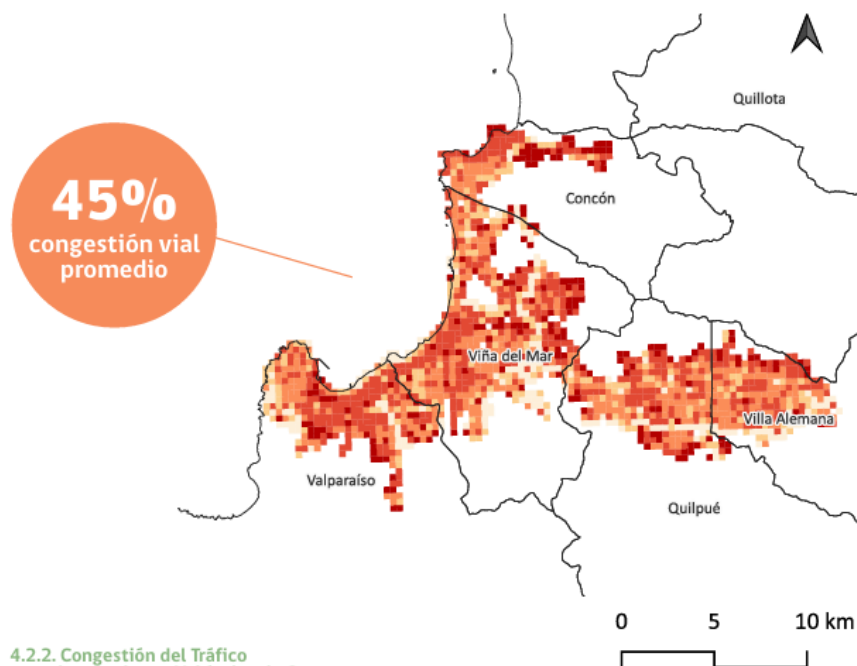 Quillota
45%
congestión vial
promedio
Concón
Viña del Mar
Villa Alemana
Valparaíso
Quilpué
0 5 10 km
4.2.2. Congestión del Tráfico